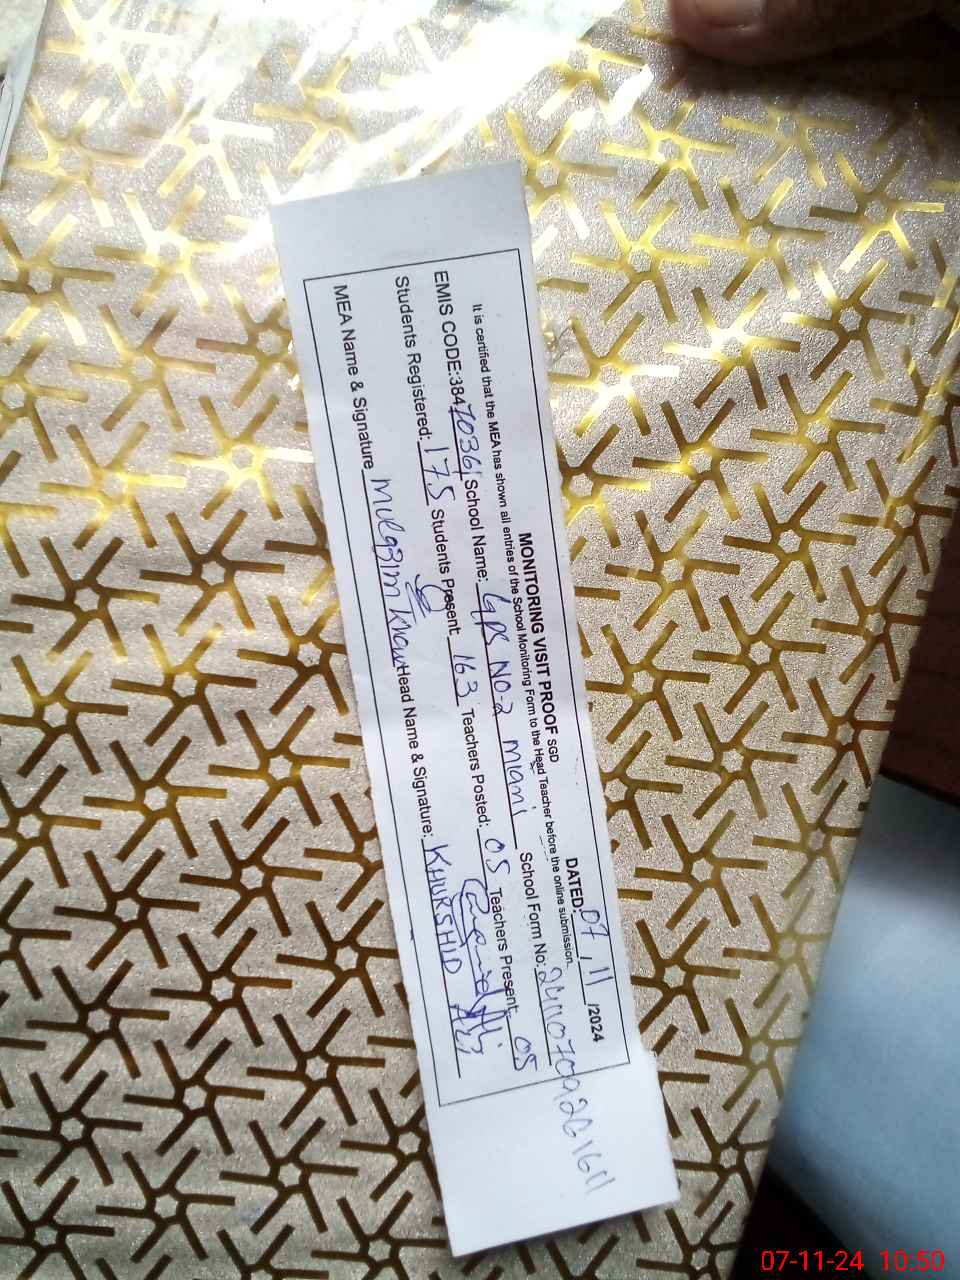 MONITORING VISIT PROOF SGD DATED: 07/11/2024
It is certified that the MEA has shown all entries of the School Monitoring Form to the Head Teacher before the online submission.
EMIS CODE:38470361 School Name: GPS NO-2 miani School Form No:
Students Registered: 175 Students Present: 163 Teachers Posted: 05 Teachers Present: 05
MEA Name & Signature Khan Head Name & Signature: KHURSHID ALI
07-11-24 10:50